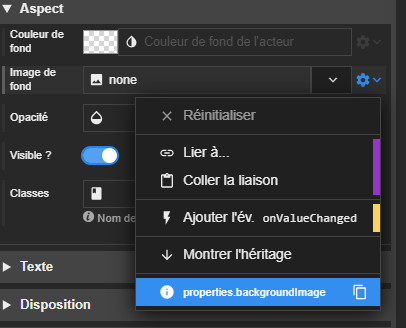 Aspect
Couleur de
fond
Couleur de fond de l'acteur
Image de
fond
none
Opacité
Réinitialiser
Lier à...
Visible ?
Coller la liaison
Classes
Ajouter l'év. onValueChanged
Nom de
Montrer l'héritage
Texte
properties.backgroundImage
Disposition